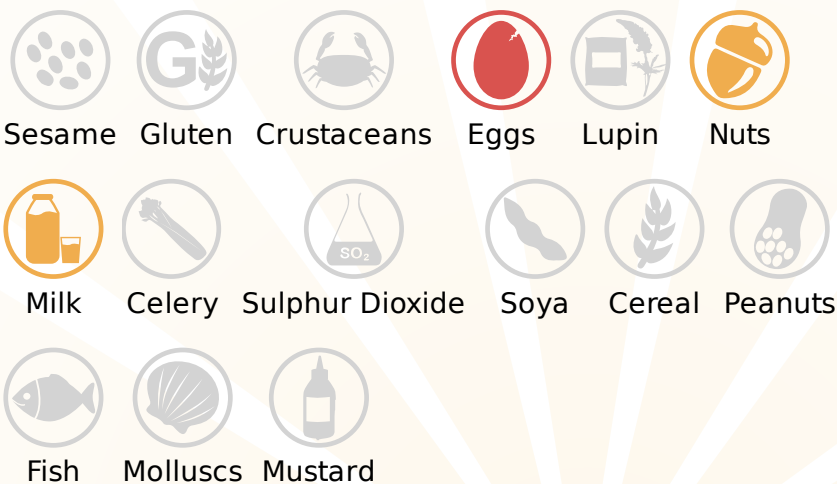 G
Sesame Gluten Crustaceans Eggs Lupin Nuts
SO₂
Milk Celery Sulphur Dioxide Soya Cereal Peanuts
Fish Molluscs Mustard